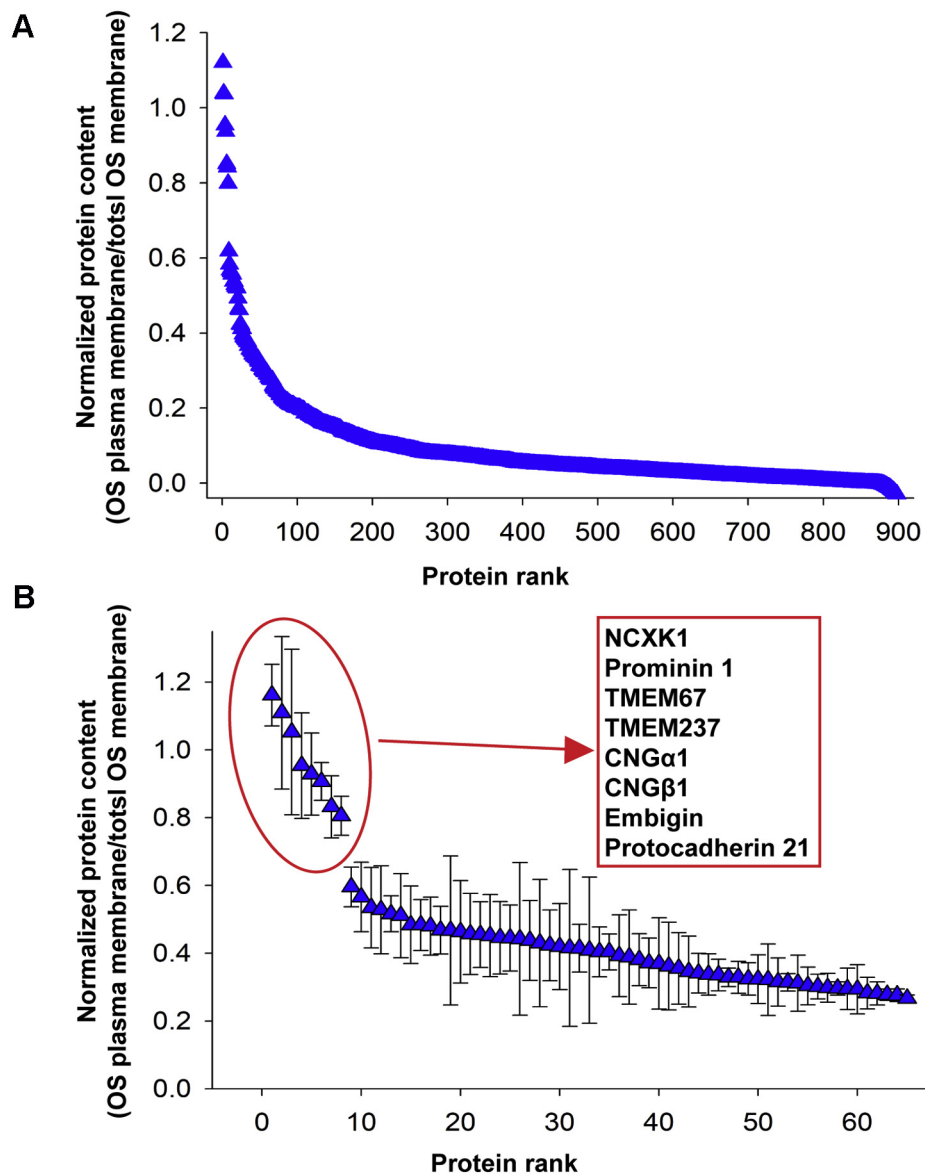 A
Normalized protein content
(OS plasma membrane/totsl OS membrane)
1.2
1.0
0.8
0.6
0.4
0.2
0.0
0 100 200 300 400 500 600 700 800 900
Protein rank
B
Normalized protein content
(OS plasma membrane/totsl OS membrane)
1.2
1.0
0.8
0.6
0.4
0.2
0.0
NCXK1
Prominin 1
TMEM67
TMEM237
CNGα1
CNGβ1
Embigin
Protocadherin 21
0 10 20 30 40 50 60
Protein rank